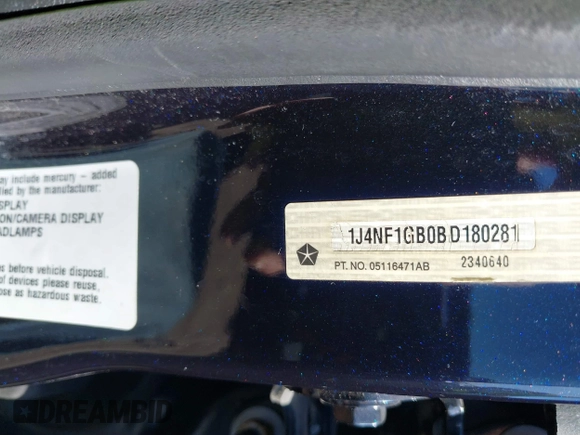 ay include mercury – added
lled by the manufacturer:
SPLAY
ON/CAMERA DISPLAY
ADLAMPS
s before vehicle disposal.
of devices please reuse,
ose as hazardous waste.
1J4NF1GB0BD180281
PT. NO. 05116471AB 2340640
DREAMBID